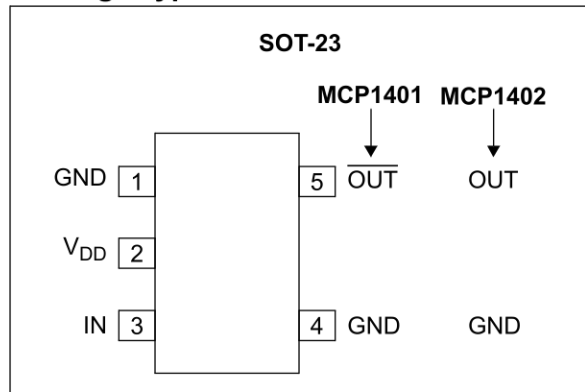 SOT-23
MCP1401 MCP1402
GND 1 5 OUT OUT
VDD 2
IN 3 4 GND GND